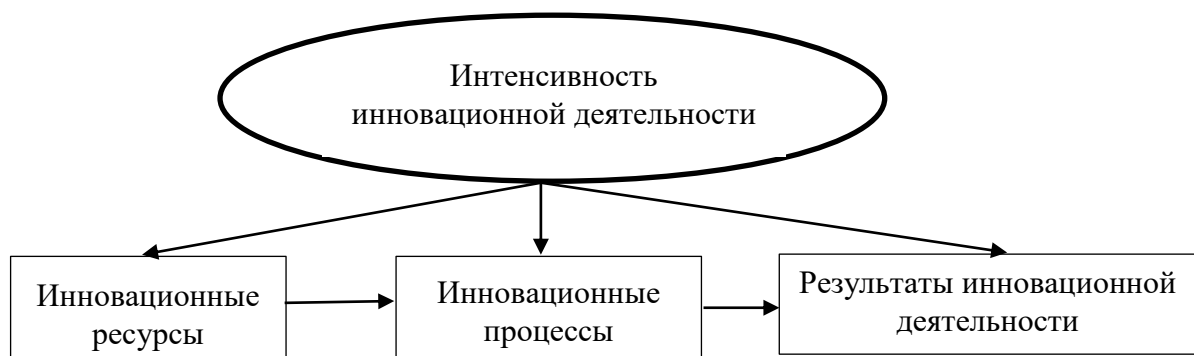 Интенсивность
инновационной деятельности
Инновационные
ресурсы
Инновационные
процессы
Результаты инновационной
деятельности